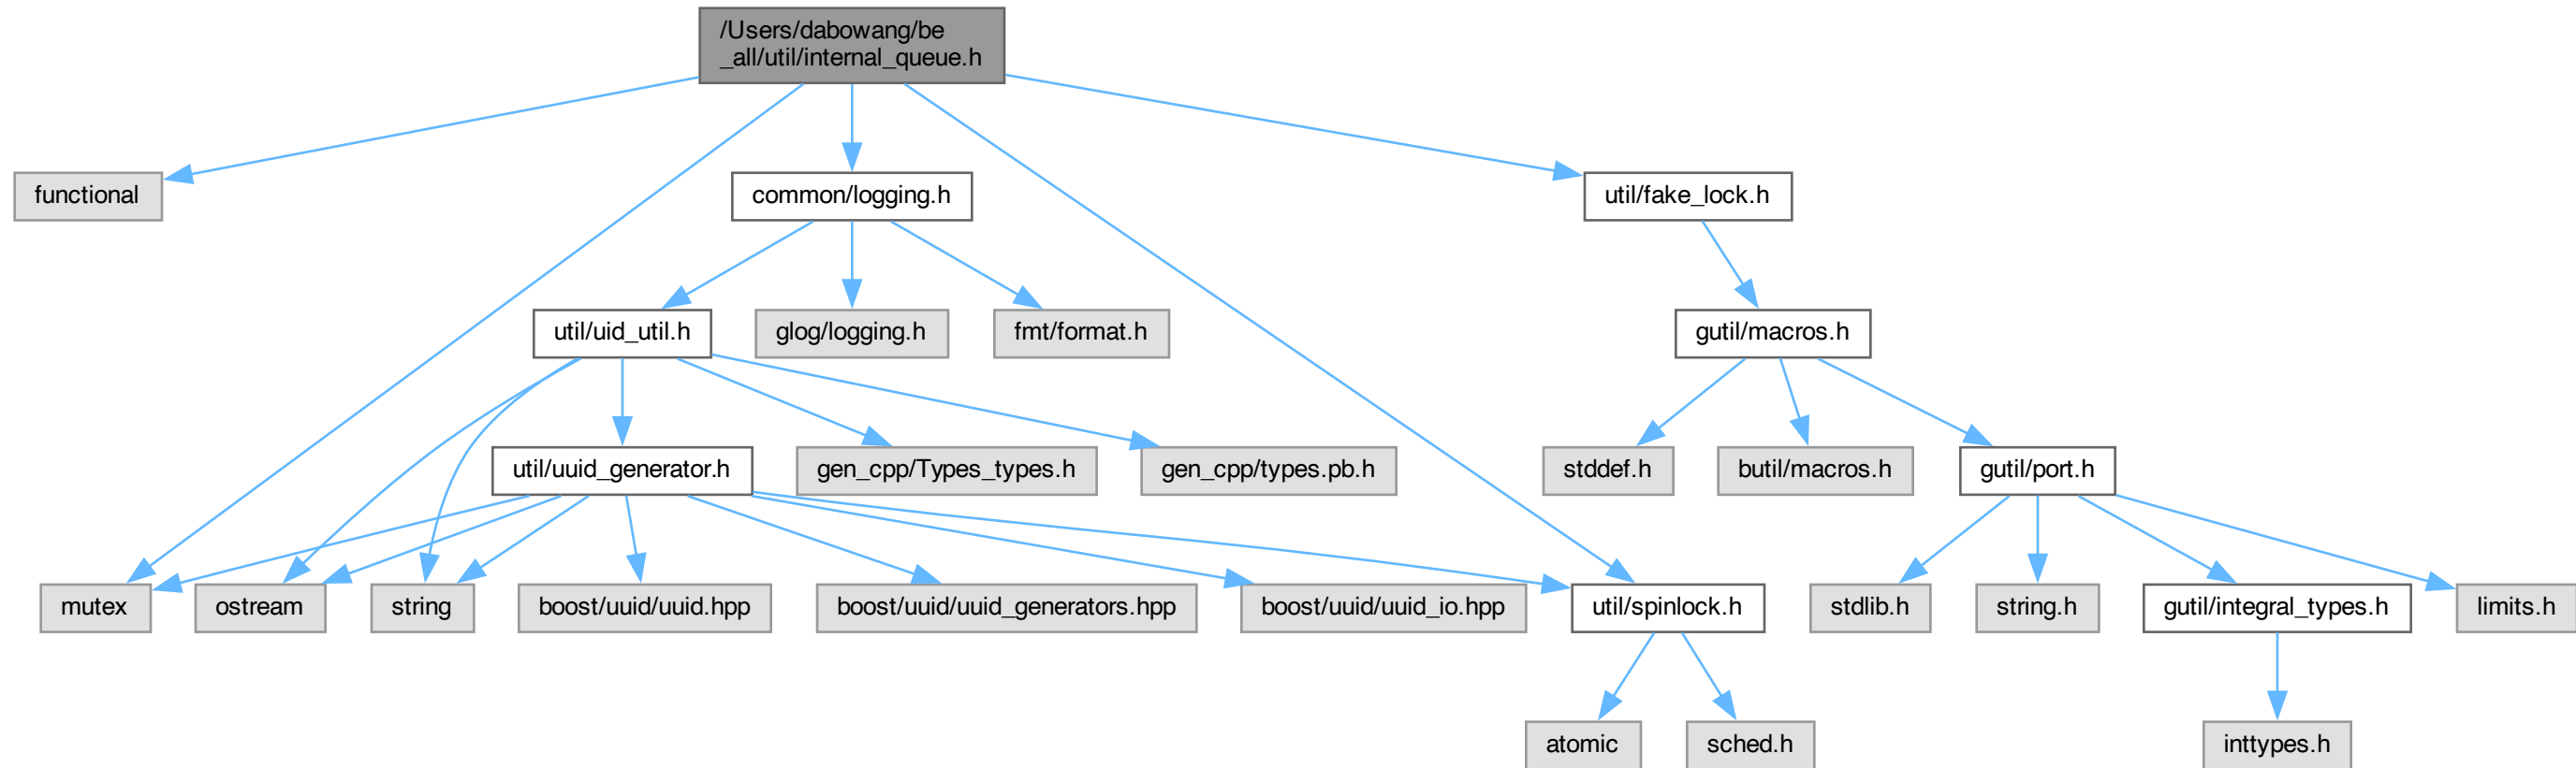 /Users/dabowang/be
_all/util/internal_queue.h
functional
common/logging.h
util/fake_lock.h
util/uid_util.h
glog/logging.h
fmt/format.h
gutil/macros.h
util/uuid_generator.h
gen_cpp/Types_types.h
gen_cpp/types.pb.h
stddef.h
butil/macros.h
gutil/port.h
mutex
ostream
string
boost/uuid/uuid.hpp
boost/uuid/uuid_generators.hpp
boost/uuid/uuid_io.hpp
util/spinlock.h
stdlib.h
string.h
gutil/integral_types.h
limits.h
atomic
sched.h
inttypes.h